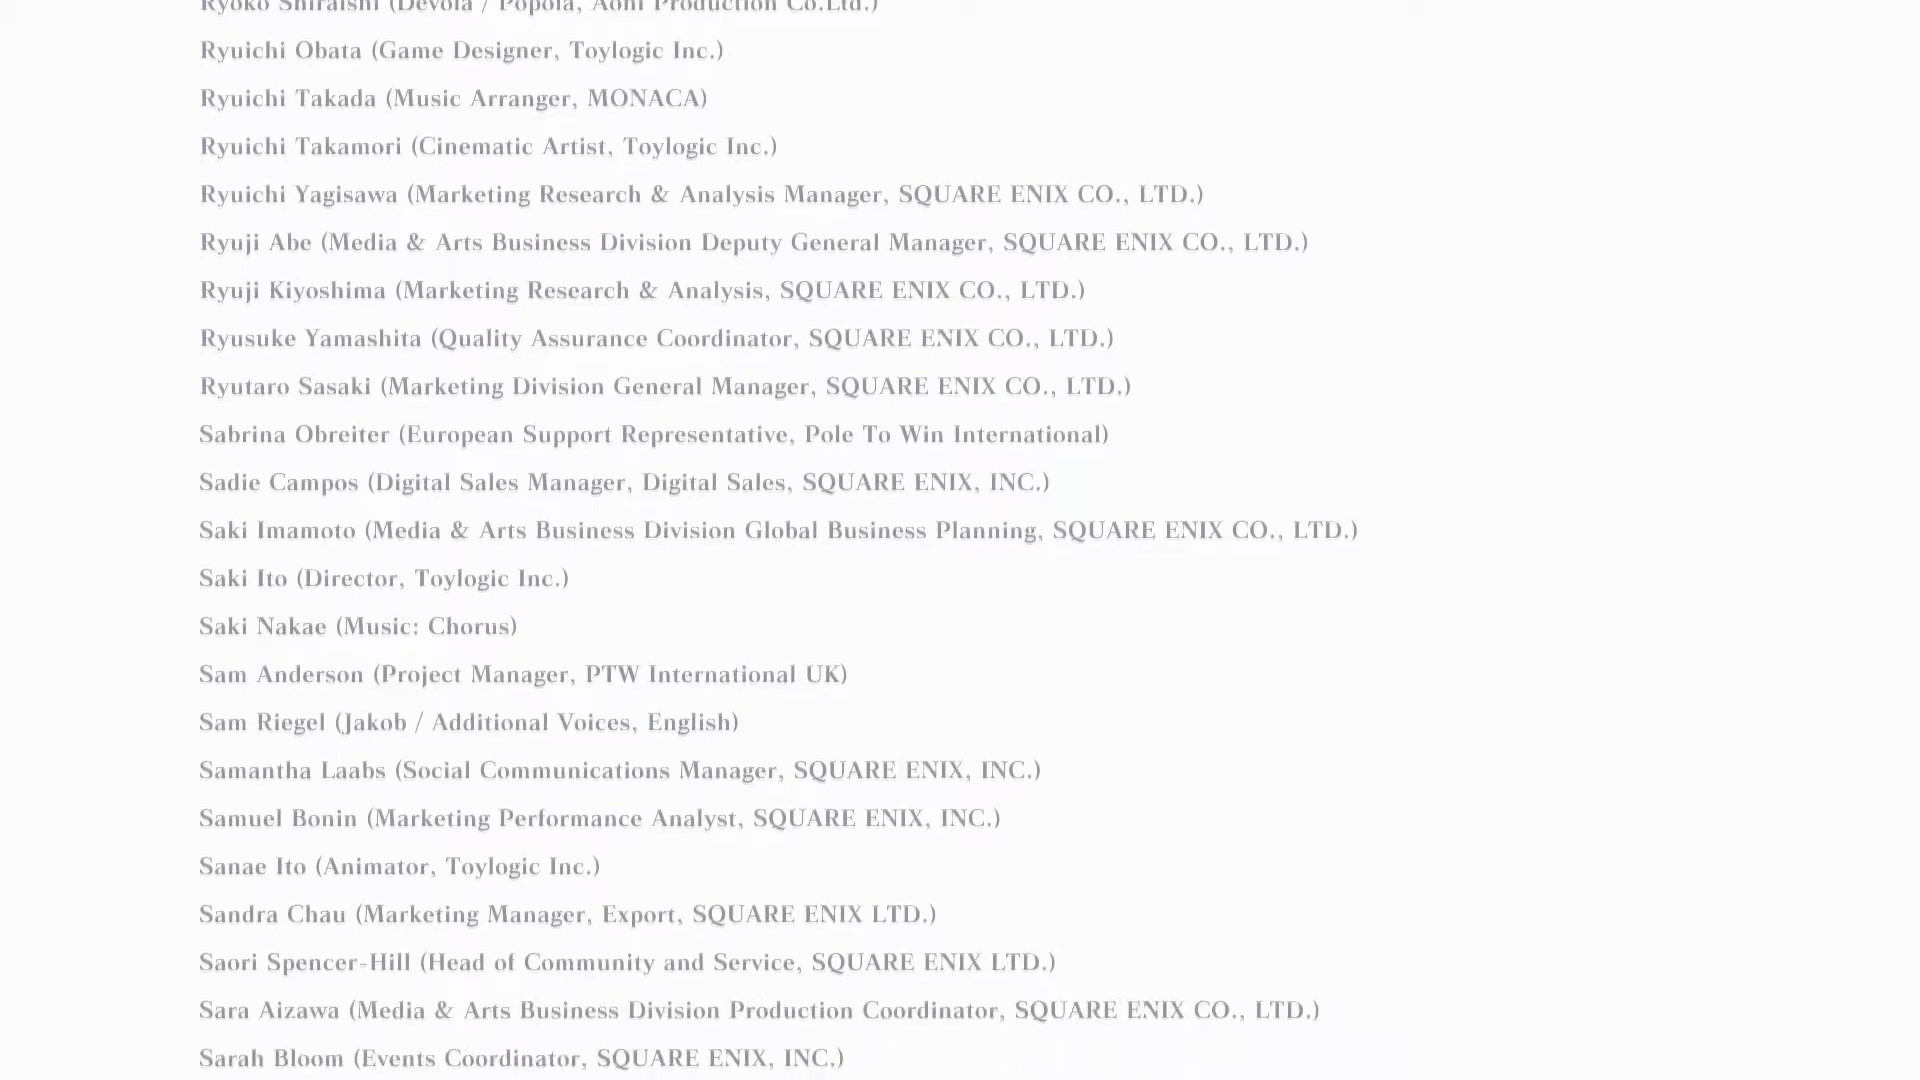 Ryoko Shiraishi (Devola / Popola, Aoni Production Co.Ltd.)
Ryuichi Obata (Game Designer, Toylogic Inc.)
Ryuichi Takada (Music Arranger, MONACA)
Ryuichi Takamori (Cinematic Artist, Toylogic Inc.)
Ryuichi Yagisawa (Marketing Research & Analysis Manager, SQUARE ENIX CO., LTD.)
Ryuji Abe (Media & Arts Business Division Deputy General Manager, SQUARE ENIX CO., LTD.)
Ryuji Kiyoshima (Marketing Research & Analysis, SQUARE ENIX CO., LTD.)
Ryusuke Yamashita (Quality Assurance Coordinator, SQUARE ENIX CO., LTD.)
Ryutaro Sasaki (Marketing Division General Manager, SQUARE ENIX CO., LTD.)
Sabrina Obreiter (European Support Representative, Pole To Win International)
Sadie Campos (Digital Sales Manager, Digital Sales, SQUARE ENIX, INC.)
Saki Imamoto (Media & Arts Business Division Global Business Planning, SQUARE ENIX CO., LTD.)
Saki Ito (Director, Toylogic Inc.)
Saki Nakae (Music: Chorus)
Sam Anderson (Project Manager, PTW International UK)
Sam Riegel (Jakob / Additional Voices, English)
Samantha Laabs (Social Communications Manager, SQUARE ENIX, INC.)
Samuel Bonin (Marketing Performance Analyst, SQUARE ENIX, INC.)
Sanae Ito (Animator, Toylogic Inc.)
Sandra Chau (Marketing Manager, Export, SQUARE ENIX LTD.)
Saori Spencer-Hill (Head of Community and Service, SQUARE ENIX LTD.)
Sara Aizawa (Media & Arts Business Division Production Coordinator, SQUARE ENIX CO., LTD.)
Sarah Bloom (Events Coordinator, SQUARE ENIX, INC.)